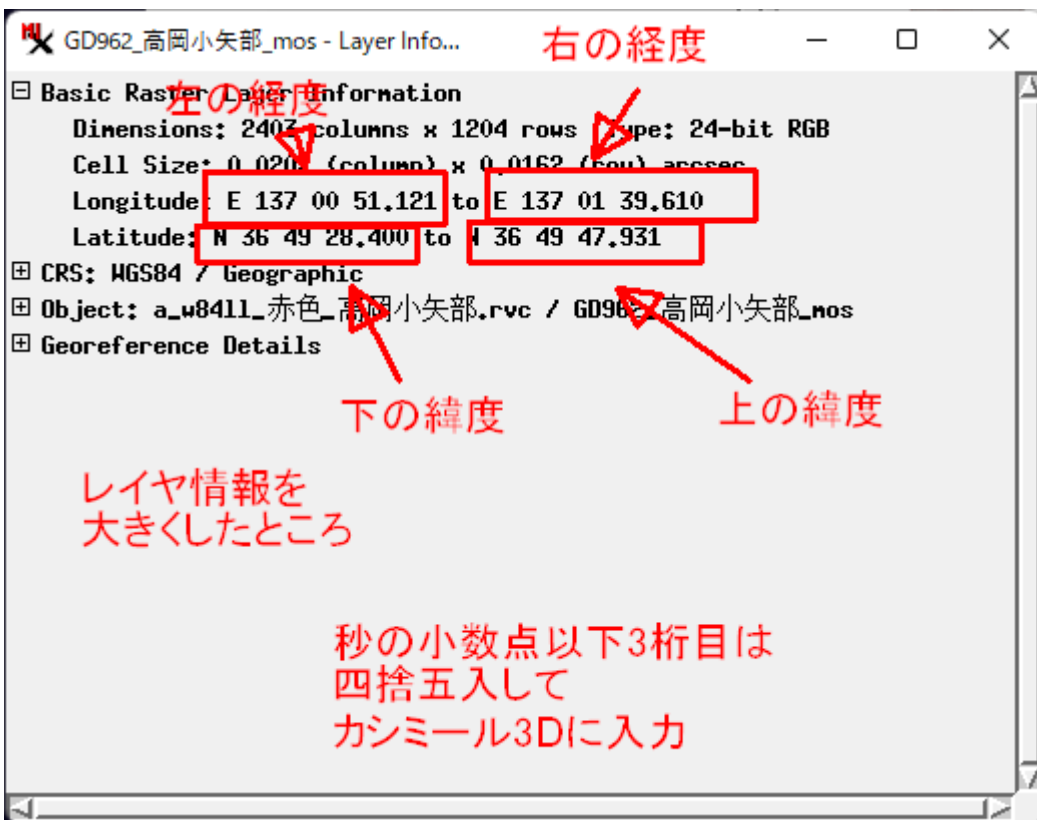 GD962_高岡小矢部_mos - Layer Info...
右の経度
左の経度
Basic Raster Layer Information
Dimensions: 2403 columns x 1204 rows Type: 24-bit RGB
Cell Size: (column) x 0.0162 (row) arcsec
Longitude: E 137 00 51.121 to E 137 01 39.610
Latitude: N 36 49 28.400 to N 36 49 47.931
CRS: WGS84 / Geographic
Object: a_w84ll_赤色_高岡小矢部.rvc / GD962_高岡小矢部_mos
Georeference Details
下の緯度
上の緯度
レイヤ情報を
大きくしたところ
秒の小数点以下3桁目は
四捨五入して
カシミール3Dに入力